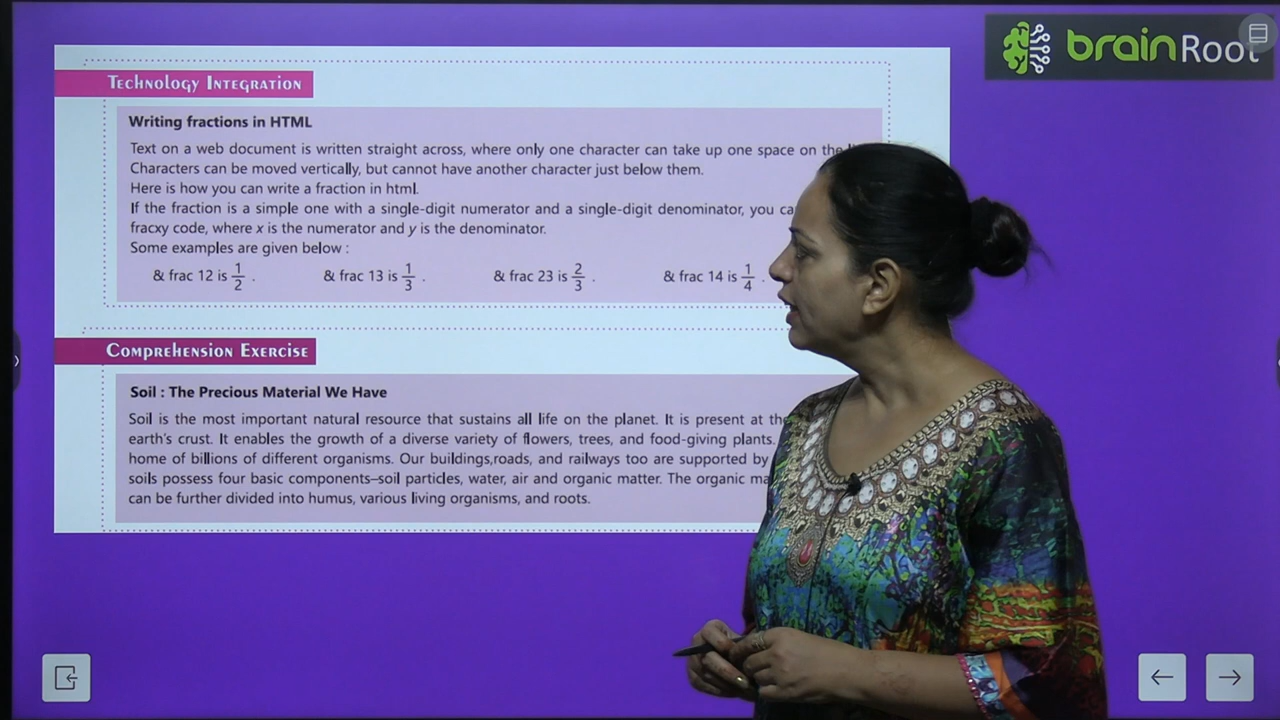 brainRoot
Technology Integration
Writing fractions in HTML
Text on a web document is written straight across, where only one character can take up one space on the
Characters can be moved vertically, but cannot have another character just below them.
Here is how you can write a fraction in html.
If the fraction is a simple one with a single-digit numerator and a single-digit denominator, you
fracxy code, where x is the numerator and y is the denominator.
Some examples are given below :
& frac 12 is 1/2 . & frac 13 is 1/3 . & frac 23 is 2/3 . & frac 14 is 1/4 .
Comprehension Exercise
Soil : The Precious Material We Have
Soil is the most important natural resource that sustains all life on the planet. It is present at
earth's crust. It enables the growth of a diverse variety of flowers, trees, and food-giving plants.
home of billions of different organisms. Our buildings,roads, and railways too are supported by
soils possess four basic components–soil particles, water, air and organic matter. The organic
can be further divided into humus, various living organisms, and roots.